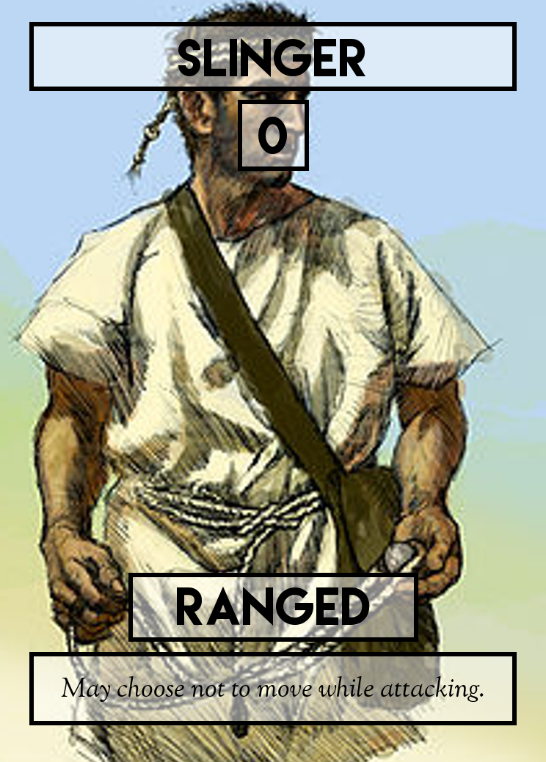 SLINGER
0
RANGED
May choose not to move while attacking.